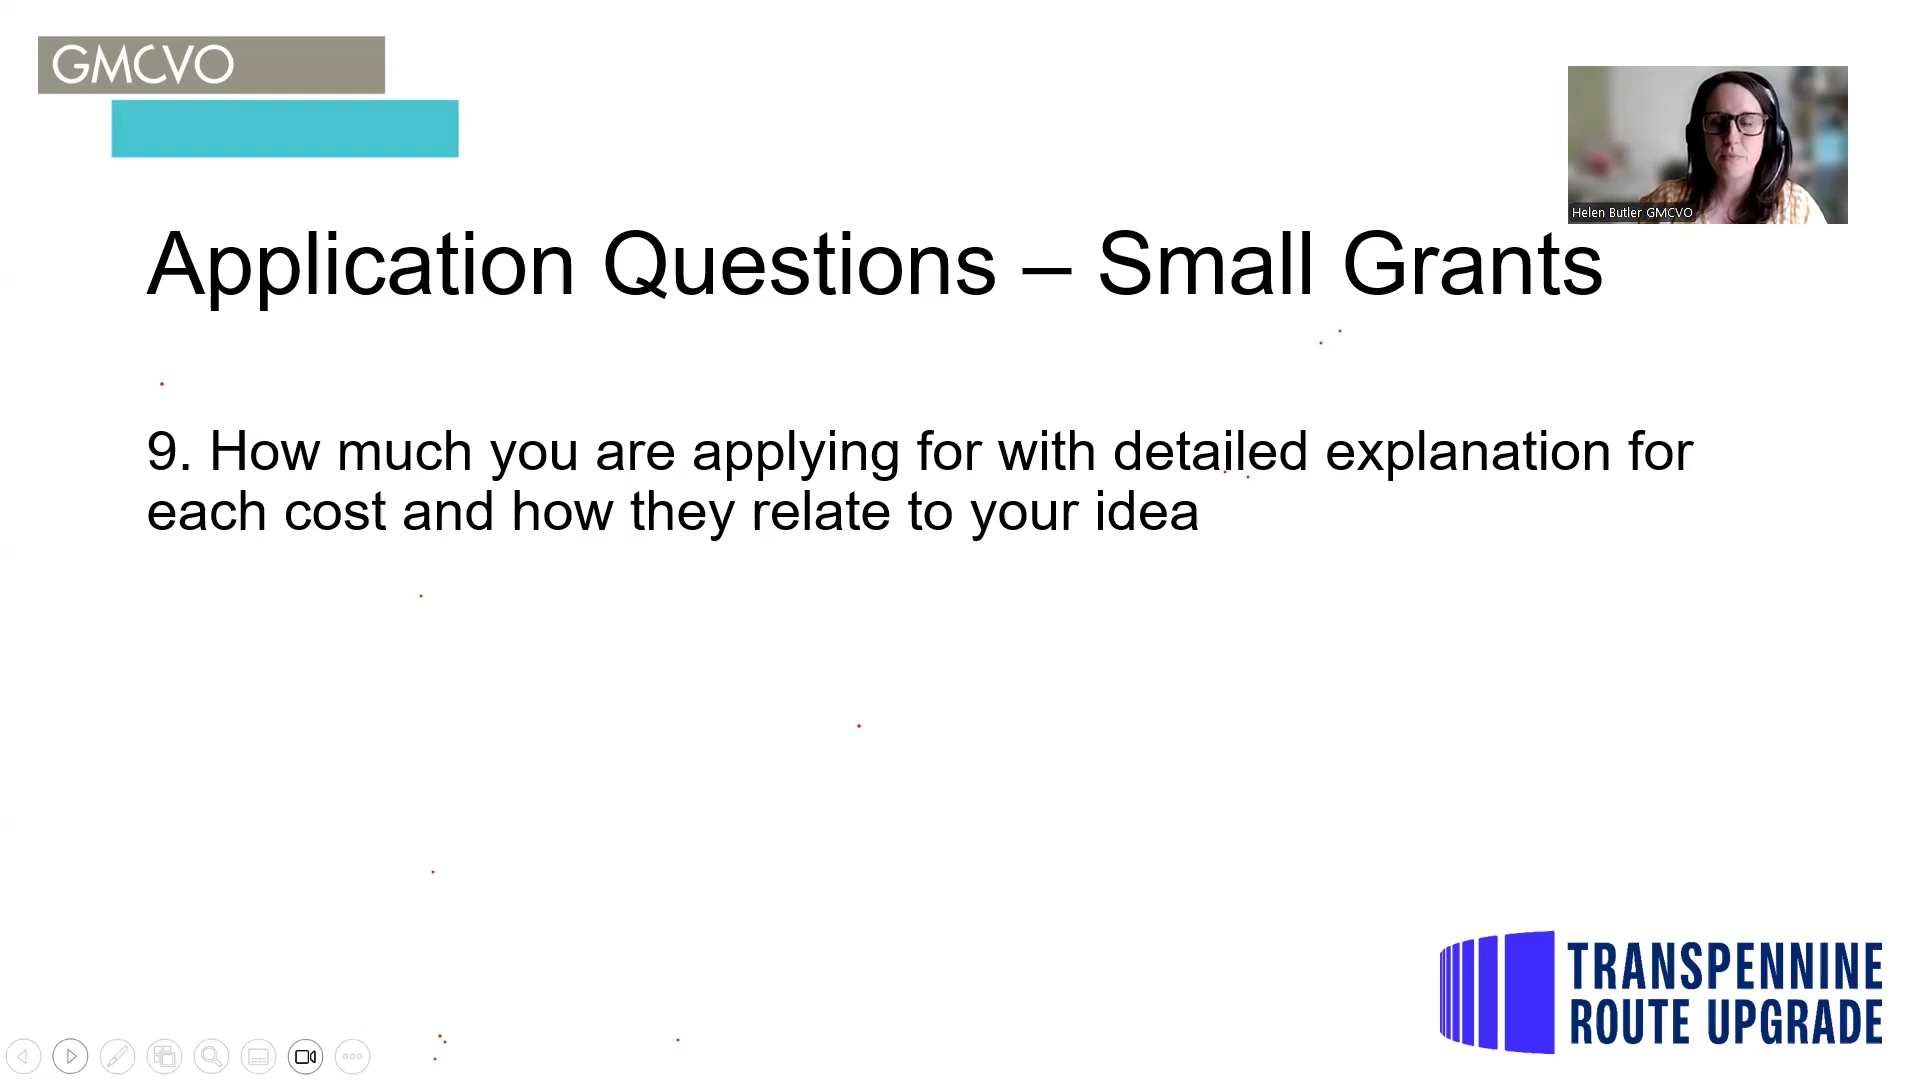 GMCVO
Helen Butler GMCVO
Application Questions – Small Grants
9. How much you are applying for with detailed explanation for
each cost and how they relate to your idea
TRANSPENNINE
ROUTE UPGRADE